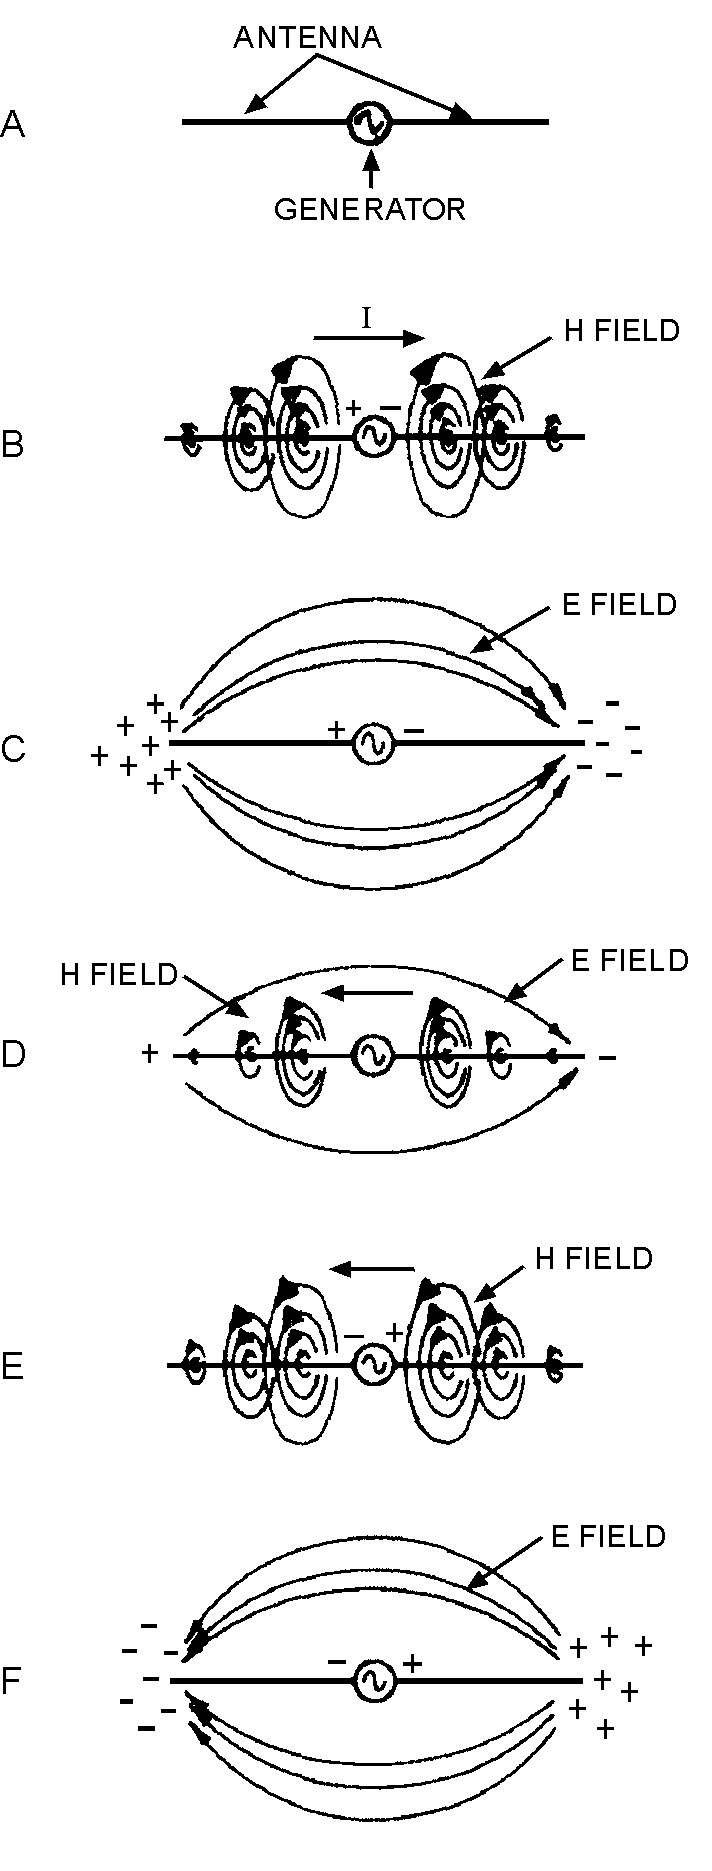 ANTENNA
A
GENERATOR
I
H FIELD
+ −
B
E FIELD
+ + + + + + + +
+ −
− − − − − − −
C
H FIELD
E FIELD
D
+ −
H FIELD
− +
E
E FIELD
− − − − − − −
− +
+ + + + + + +
F